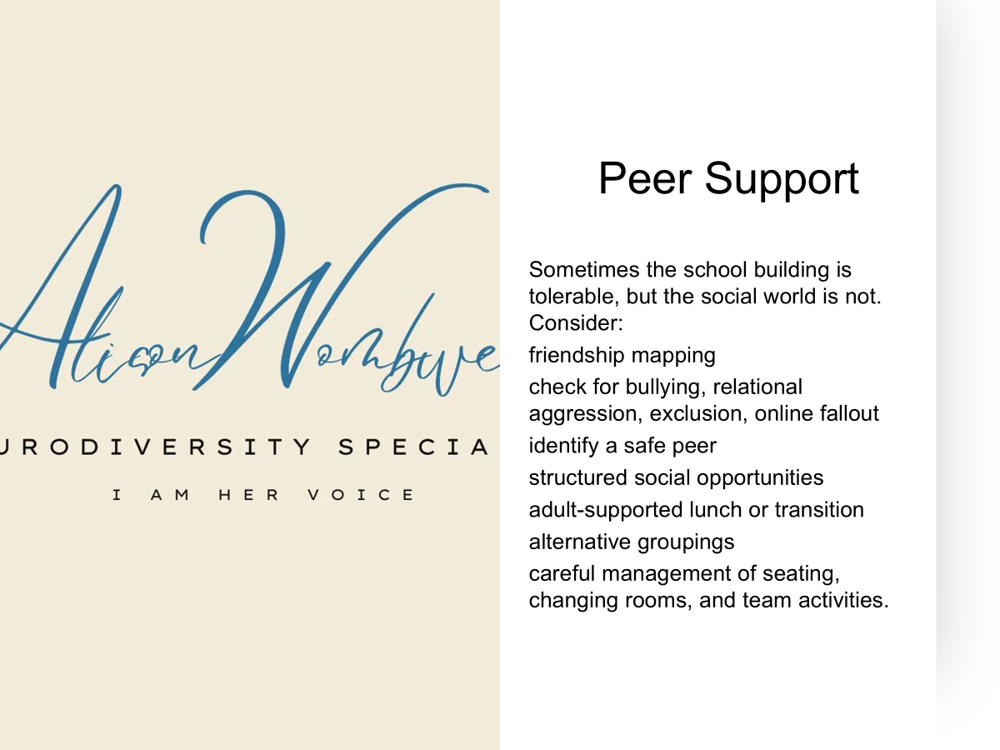 Alison Wombwe
URODIVERSITY SPECIA
I AM HER VOICE
Peer Support
Sometimes the school building is
tolerable, but the social world is not.
Consider:
friendship mapping
check for bullying, relational
aggression, exclusion, online fallout
identify a safe peer
structured social opportunities
adult-supported lunch or transition
alternative groupings
careful management of seating,
changing rooms, and team activities.